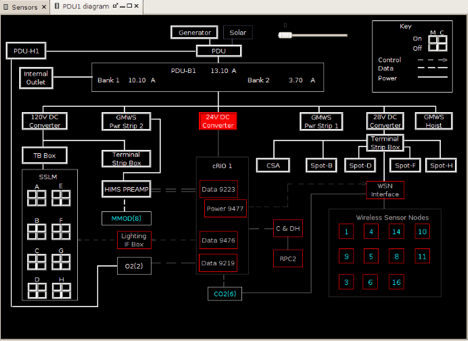 Sensors
PDU1 diagram
Generator
Solar
0
Key
M C
On
Off
Control
Data
Power
PDU-H1
PDU
Internal
Outlet
PDU-B1 13.10 A
Bank 1 10.10 A
Bank 2 3.70 A
120V DC
Converter
GMWS
Pwr Strip 2
24V DC
Converter
GMWS
Pwr Strip 1
28V DC
Converter
GMWS
Hoist
TB Box
Terminal
Strip Box
Terminal
Strip Box
cRIO 1
CSA
Spot-B
Spot-D
Spot-F
Spot-H
SSLM
A E
B F
C G
D H
HIMS PREAMP
Data 9223
Power 9477
WSN
Interface
MMOD(8)
Lighting
IF Box
Data 9476
C & DH
Wireless Sensor Nodes
1 4 14 10
9 5 8 11
3 6 16
O2(2)
Data 9219
RPC2
CO2(6)